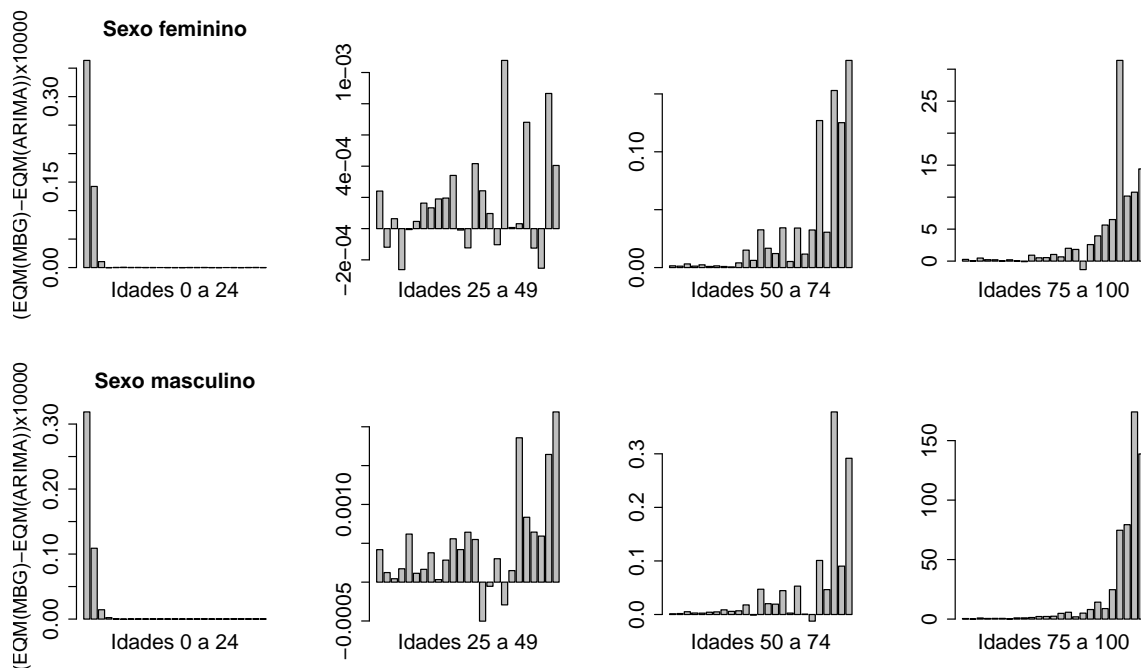 Sexo feminino
(EQM(MBG)−EQM(ARIMA))x10000
0.00
0.15
0.30
Idades 0 a 24
−2e−04
4e−04
1e−03
Idades 25 a 49
0.00
0.10
Idades 50 a 74
0
5
15
25
Idades 75 a 100
Sexo masculino
(EQM(MBG)−EQM(ARIMA))x10000
0.00
0.10
0.20
0.30
Idades 0 a 24
−0.0005
0.0010
Idades 25 a 49
0.0
0.1
0.2
0.3
Idades 50 a 74
0
50
100
150
Idades 75 a 100